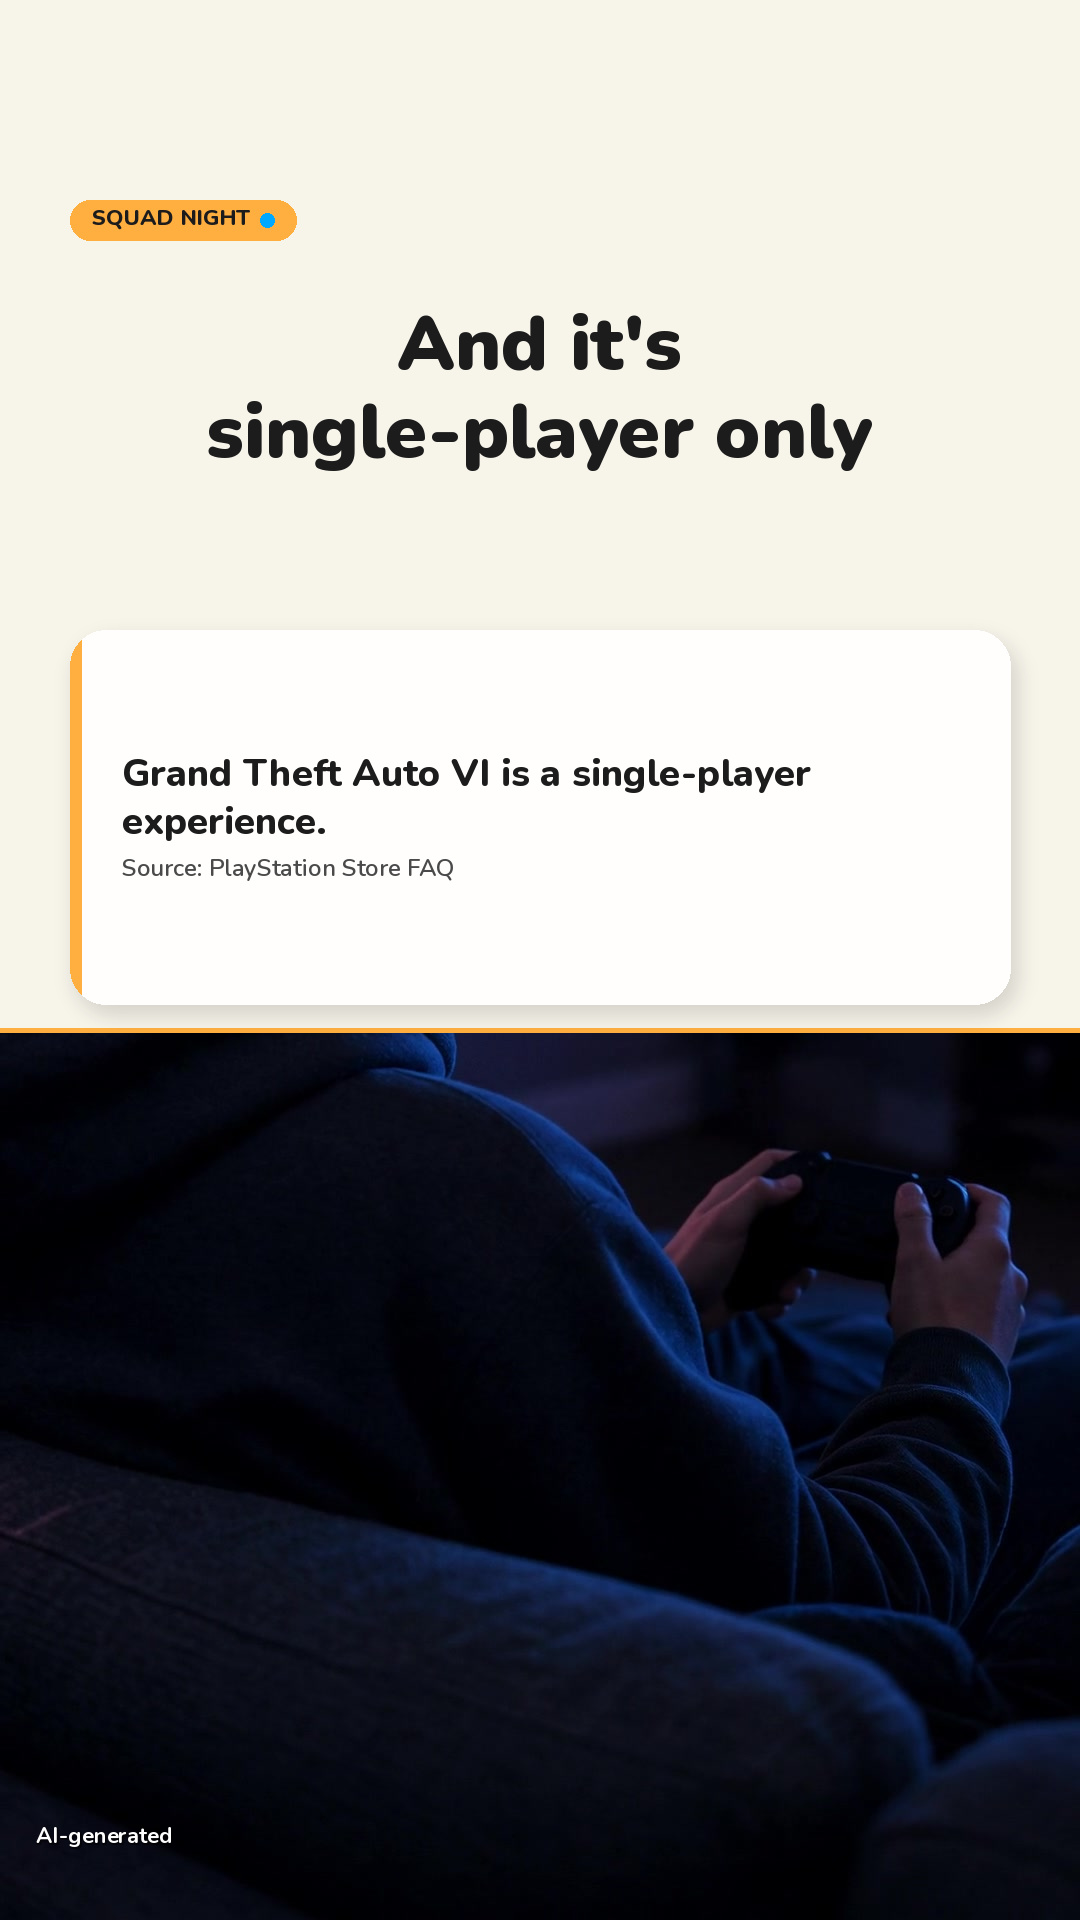 SQUAD NIGHT
And it's
single-player only
Grand Theft Auto VI is a single-player
experience.
Source: PlayStation Store FAQ
AI-generated